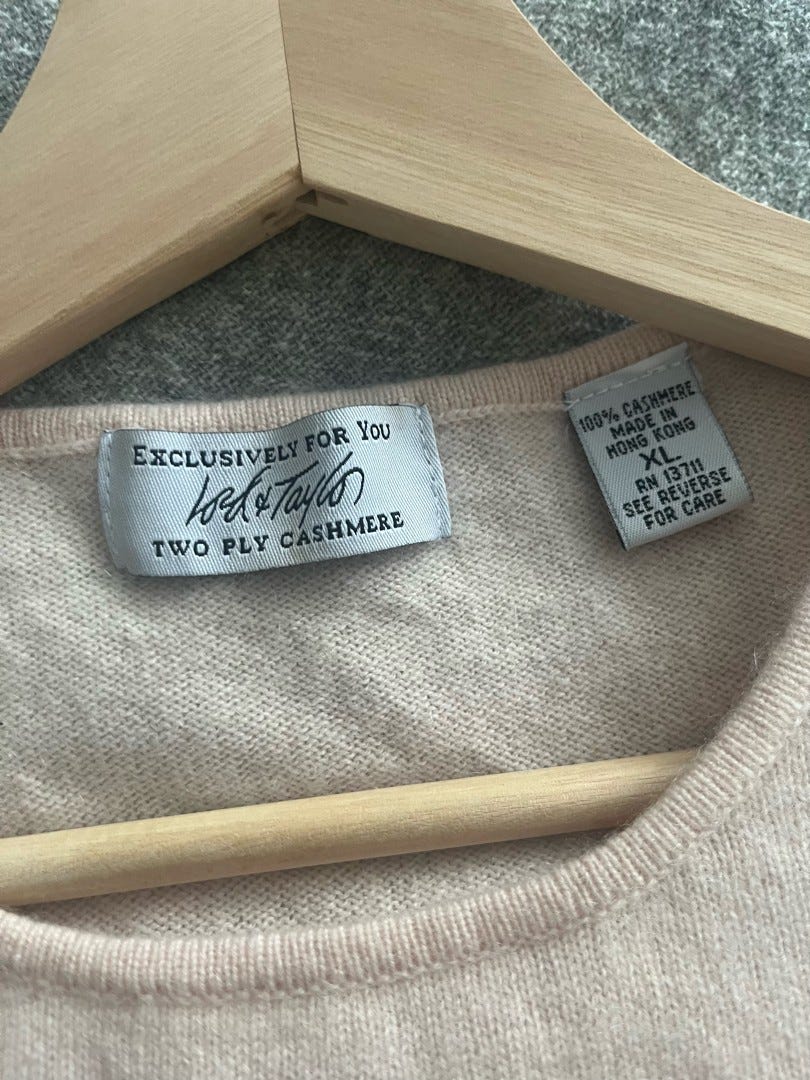 EXCLUSIVELY FOR YOU
Lord & Taylor
TWO PLY CASHMERE
100% CASHMERE
MADE IN
HONG KONG
XL
RN 13711
SEE REVERSE
FOR CARE